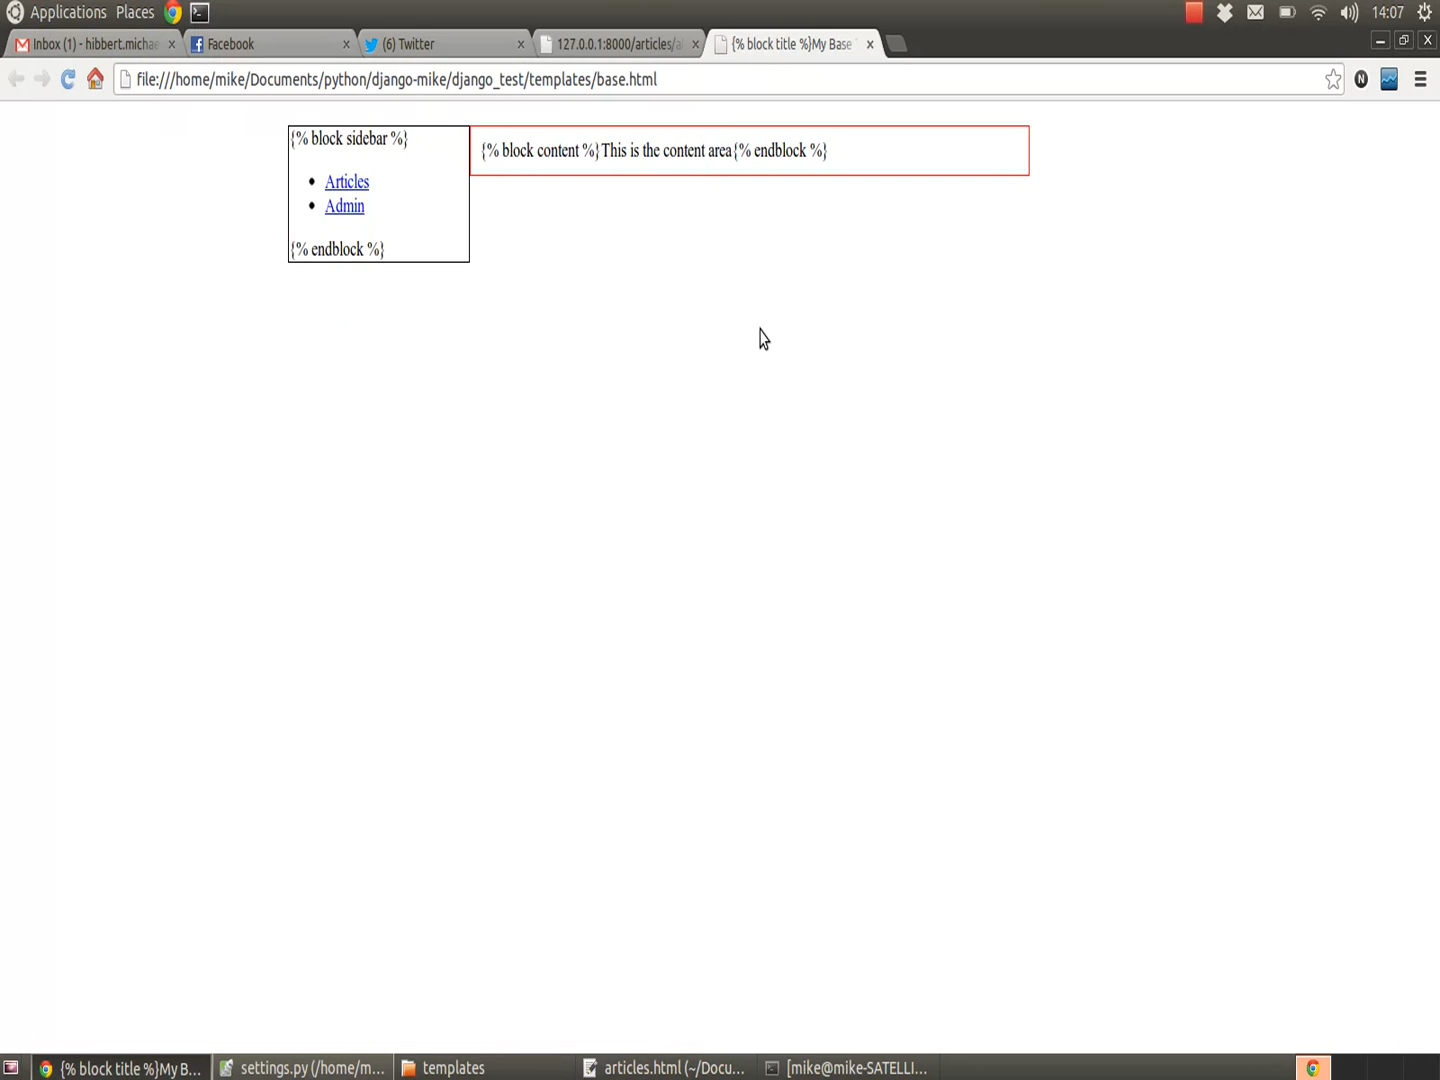 Applications Places 14:07
Inbox (1) - hibbert.michae Facebook (6) Twitter 127.0.0.1:8000/articles/a {% block title %}My Base
file:///home/mike/Documents/python/django-mike/django_test/templates/base.html N
{% block sidebar %}
{% block content %}This is the content area{% endblock %}
• Articles
• Admin
{% endblock %}
{% block title %}My B... settings.py (/home/m... templates articles.html (~/Docu... [mike@mike-SATELLI...